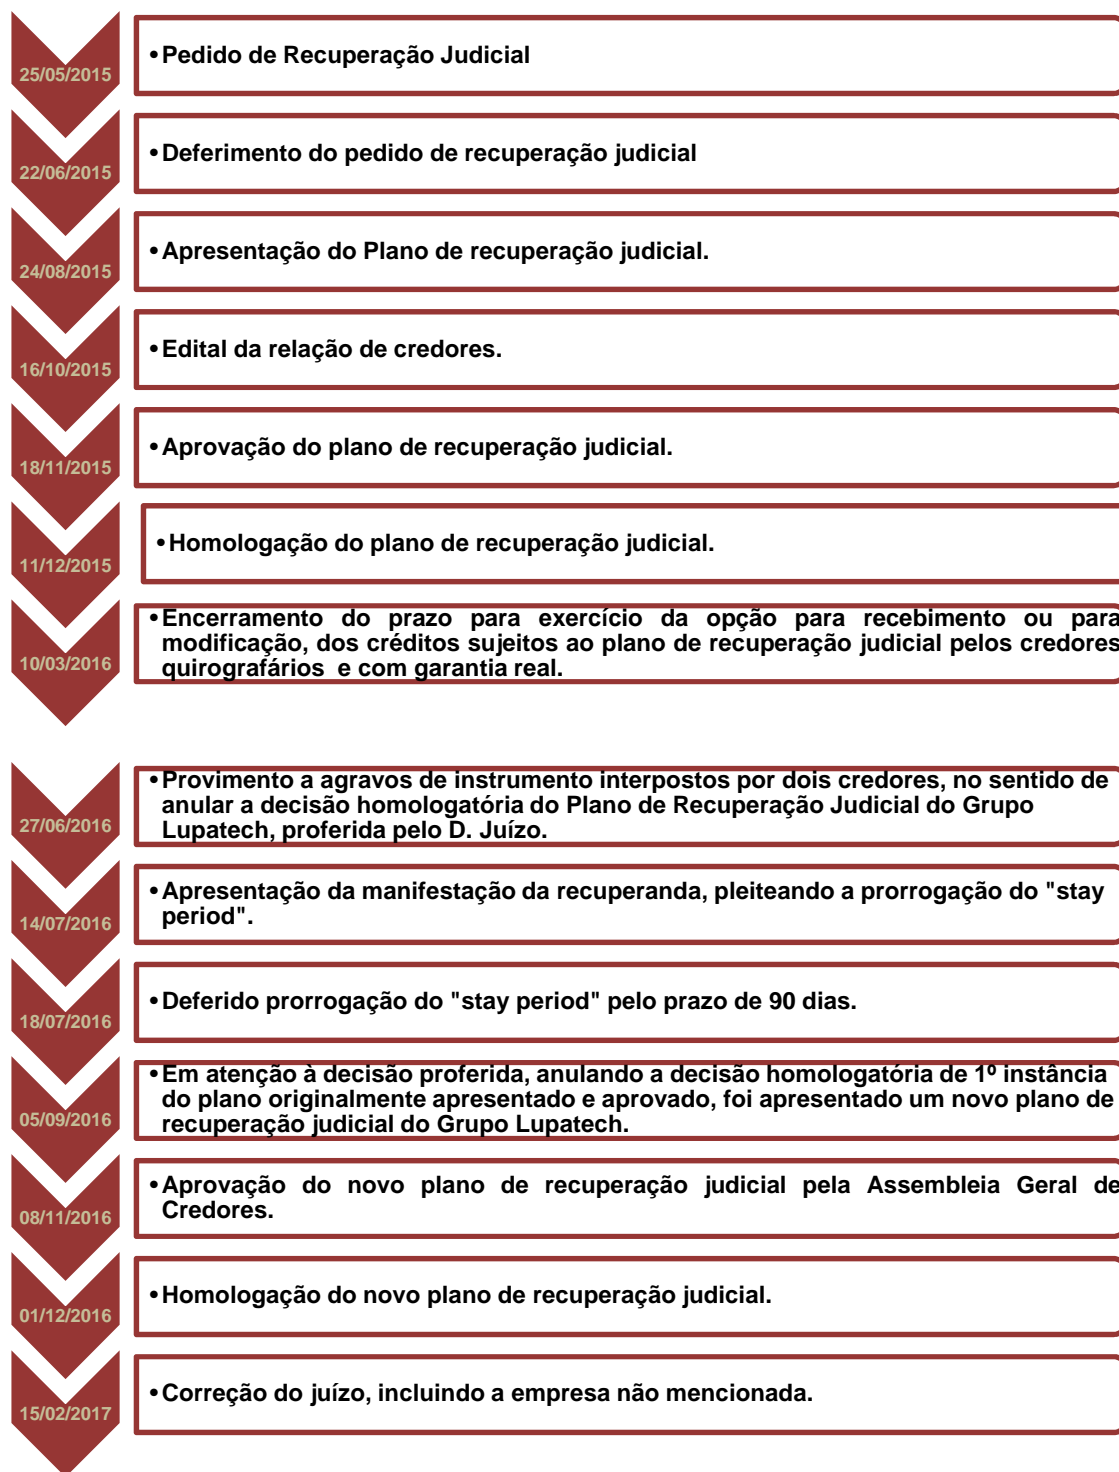 25/05/2015
•Pedido de Recuperação Judicial
22/06/2015
•Deferimento do pedido de recuperação judicial
24/08/2015
•Apresentação do Plano de recuperação judicial.
16/10/2015
•Edital da relação de credores.
18/11/2015
•Aprovação do plano de recuperação judicial.
11/12/2015
•Homologação do plano de recuperação judicial.
10/03/2016
•Encerramento do prazo para exercício da opção para recebimento ou para
modificação, dos créditos sujeitos ao plano de recuperação judicial pelos credores
quirografários e com garantia real.
27/06/2016
•Provimento a agravos de instrumento interpostos por dois credores, no sentido de
anular a decisão homologatória do Plano de Recuperação Judicial do Grupo
Lupatech, proferida pelo D. Juízo.
14/07/2016
•Apresentação da manifestação da recuperanda, pleiteando a prorrogação do "stay
period".
18/07/2016
•Deferido prorrogação do "stay period" pelo prazo de 90 dias.
05/09/2016
•Em atenção à decisão proferida, anulando a decisão homologatória de 1º instância
do plano originalmente apresentado e aprovado, foi apresentado um novo plano de
recuperação judicial do Grupo Lupatech.
08/11/2016
•Aprovação do novo plano de recuperação judicial pela Assembleia Geral de
Credores.
01/12/2016
•Homologação do novo plano de recuperação judicial.
15/02/2017
•Correção do juízo, incluindo a empresa não mencionada.